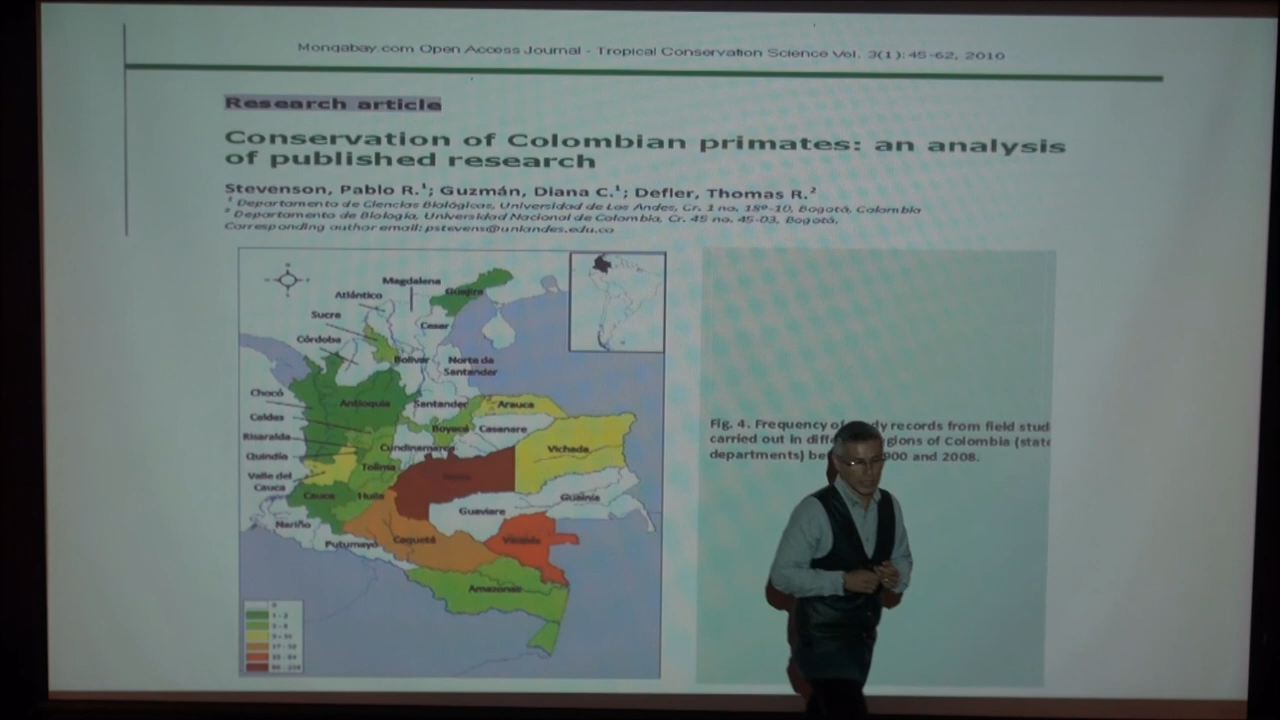 Mongabay.com Open Access Journal - Tropical Conservation Science Vol. 3(1):45-62, 2010
Research article
Conservation of Colombian primates: an analysis
of published research
Stevenson, Pablo R.¹; Guzmán, Diana C.¹; Defler, Thomas R.²
¹ Departamento de Ciencias Biológicas, Universidad de Los Andes, Cr. 1 no. 18ª-10, Bogotá, Colombia
² Departamento de Biología, Universidad Nacional de Colombia, Cr. 45 no. 45-03, Bogotá.
Corresponding author email: pstevens@uniandes.edu.co
Magdalena
Guajira
Atlántico
Sucre
Cesar
Córdoba
Bolívar
Norte de
Santander
Chocó
Antioquia
Santander
Arauca
Caldas
Boyacá
Casanare
Risaralda
Cundinamarca
Vichada
Quindío
Tolima
Meta
Valle del
Cauca
Cauca
Huila
Guainía
Guaviare
Nariño
Putumayo
Caquetá
Vaupés
Amazonas
0
1 - 2
Fig. 4. Frequency of records from field stud
carried out in egions of Colombia (state
departments) 900 and 2008.